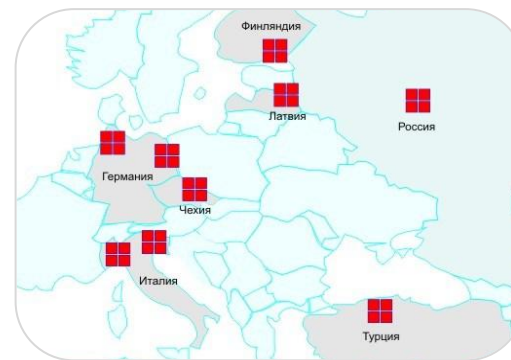 Финляндия
Латвия
Россия
Германия
Чехия
Италия
Турция